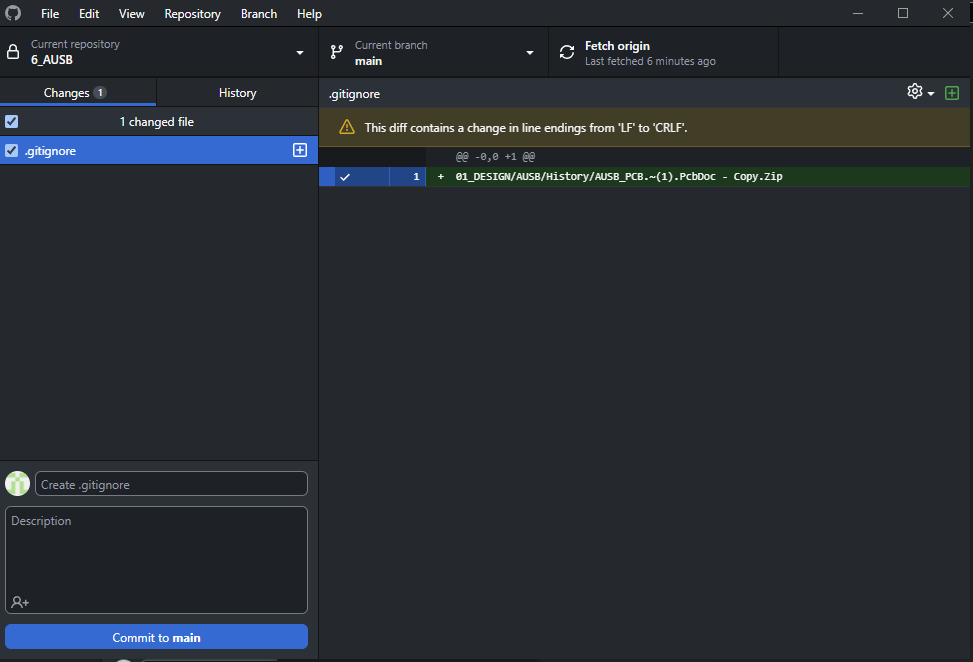 File Edit View Repository Branch Help
Current repository
6_AUSB
Current branch
main
Fetch origin
Last fetched 6 minutes ago
Changes 1 History
.gitignore
1 changed file
.gitignore
This diff contains a change in line endings from 'LF' to 'CRLF'.
@@ -0,0 +1 @@
1 + 01_DESIGN/AUSB/History/AUSB_PCB.~(1).PcbDoc - Copy.Zip
Create .gitignore
Description
Commit to main